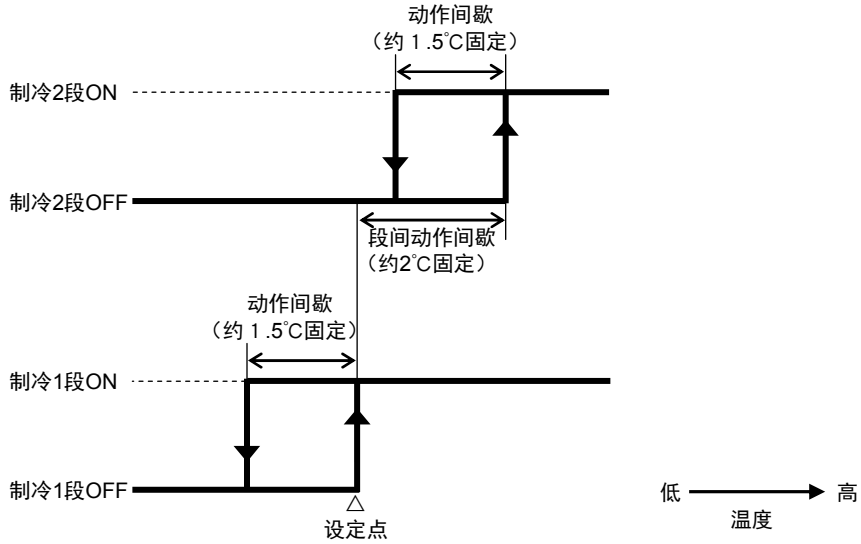 动作间歇
（约 1.5℃固定）
制冷2段ON
制冷2段OFF
段间动作间歇
（约2℃固定）
动作间歇
（约 1.5℃固定）
制冷1段ON
制冷1段OFF
设定点
低 高
温度